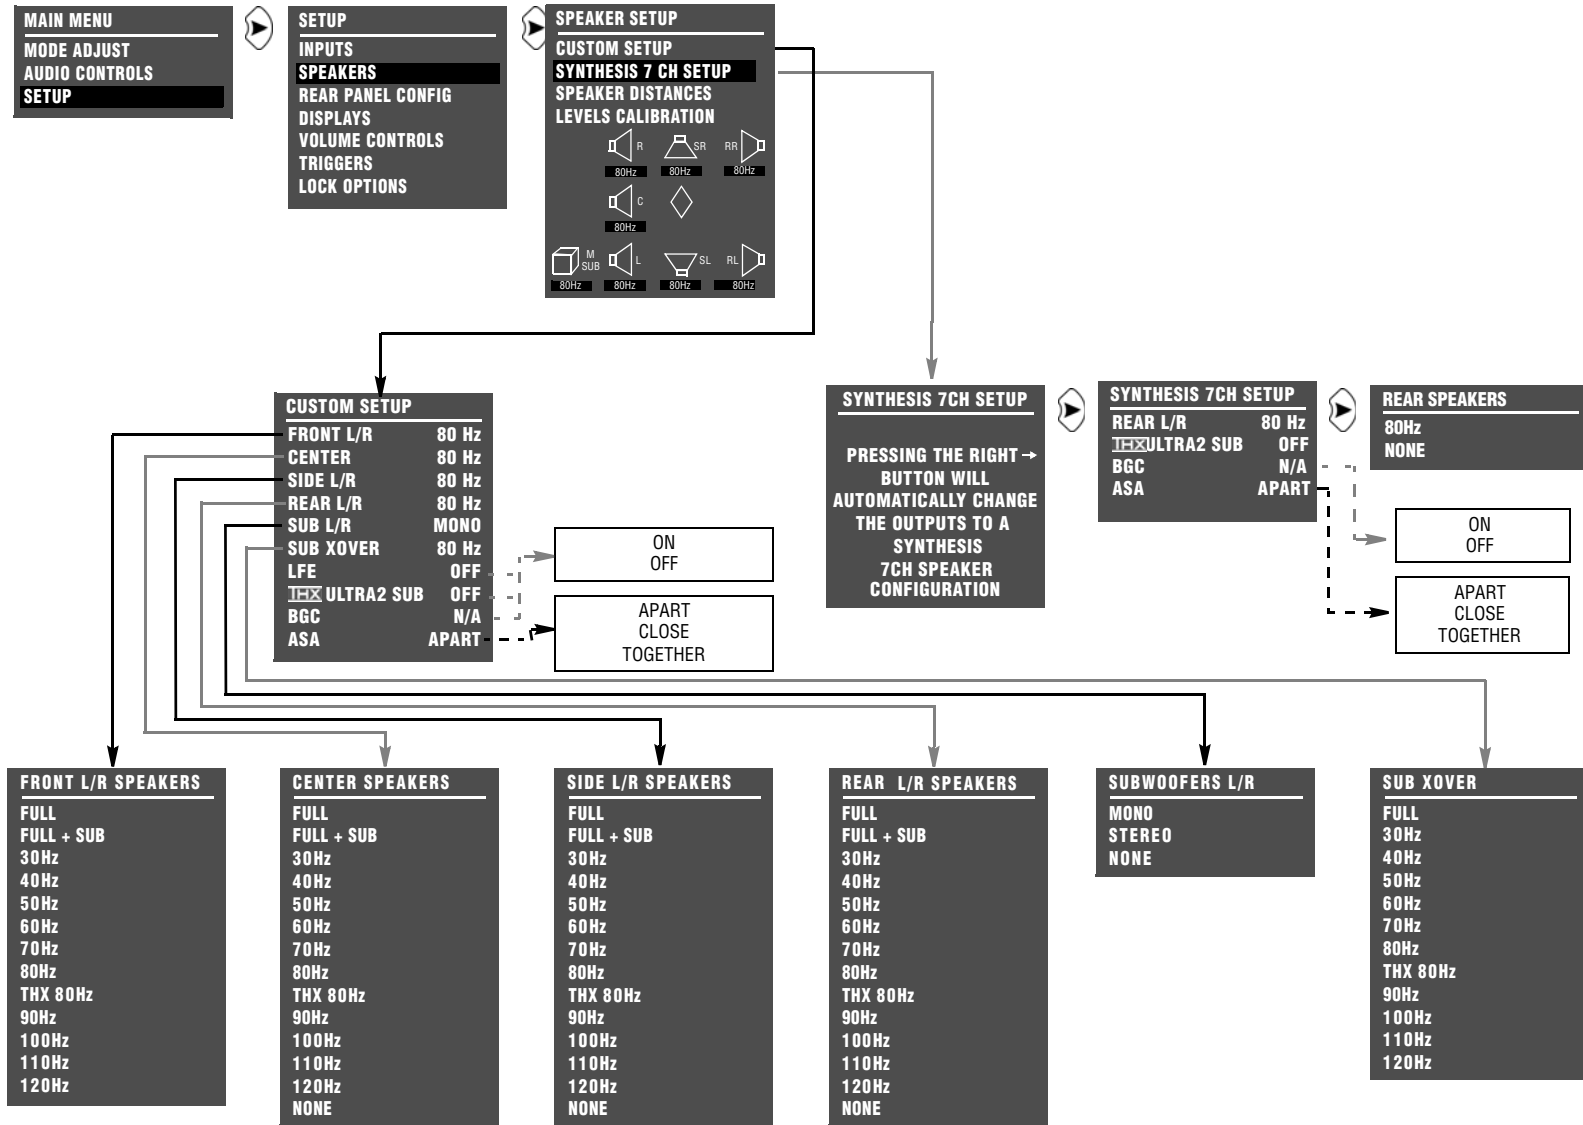 MAIN MENU
MODE ADJUST
AUDIO CONTROLS
SETUP
SETUP
INPUTS
SPEAKERS
REAR PANEL CONFIG
DISPLAYS
VOLUME CONTROLS
TRIGGERS
LOCK OPTIONS
SPEAKER SETUP
CUSTOM SETUP
SYNTHESIS 7 CH SETUP
SPEAKER DISTANCES
LEVELS CALIBRATION
R SR RR
80Hz 80Hz 80Hz
C
80Hz
M SUB L SL RL
80Hz 80Hz 80Hz 80Hz
CUSTOM SETUP
FRONT L/R 80 Hz
CENTER 80 Hz
SIDE L/R 80 Hz
REAR L/R 80 Hz
SUB L/R MONO
SUB XOVER 80 Hz
LFE OFF
THX ULTRA2 SUB OFF
BGC N/A
ASA APART
ON
OFF
APART
CLOSE
TOGETHER
SYNTHESIS 7CH SETUP
PRESSING THE RIGHT →
BUTTON WILL
AUTOMATICALLY CHANGE
THE OUTPUTS TO A
SYNTHESIS
7CH SPEAKER
CONFIGURATION
SYNTHESIS 7CH SETUP
REAR L/R 80 Hz
THX ULTRA2 SUB OFF
BGC N/A
ASA APART
REAR SPEAKERS
80Hz
NONE
ON
OFF
APART
CLOSE
TOGETHER
FRONT L/R SPEAKERS
FULL
FULL + SUB
30Hz
40Hz
50Hz
60Hz
70Hz
80Hz
THX 80Hz
90Hz
100Hz
110Hz
120Hz
CENTER SPEAKERS
FULL
FULL + SUB
30Hz
40Hz
50Hz
60Hz
70Hz
80Hz
THX 80Hz
90Hz
100Hz
110Hz
120Hz
NONE
SIDE L/R SPEAKERS
FULL
FULL + SUB
30Hz
40Hz
50Hz
60Hz
70Hz
80Hz
THX 80Hz
90Hz
100Hz
110Hz
120Hz
NONE
REAR L/R SPEAKERS
FULL
FULL + SUB
30Hz
40Hz
50Hz
60Hz
70Hz
80Hz
THX 80Hz
90Hz
100Hz
110Hz
120Hz
NONE
SUBWOOFERS L/R
MONO
STEREO
NONE
SUB XOVER
FULL
30Hz
40Hz
50Hz
60Hz
70Hz
80Hz
THX 80Hz
90Hz
100Hz
110Hz
120Hz